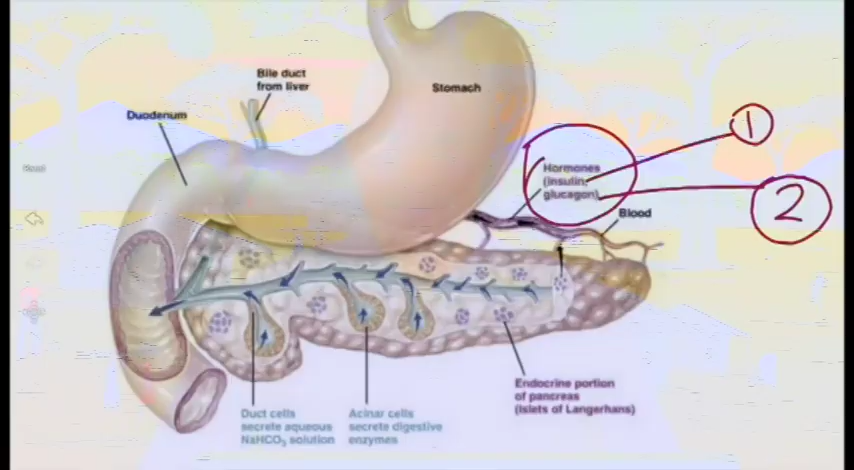 Bile duct
from liver
Stomach
Duodenum
1
Hormones
(insulin,
glucagon)
2
Blood
Endocrine portion
of pancreas
(Islets of Langerhans)
Duct cells
secrete aqueous
NaHCO₃ solution
Acinar cells
secrete digestive
enzymes